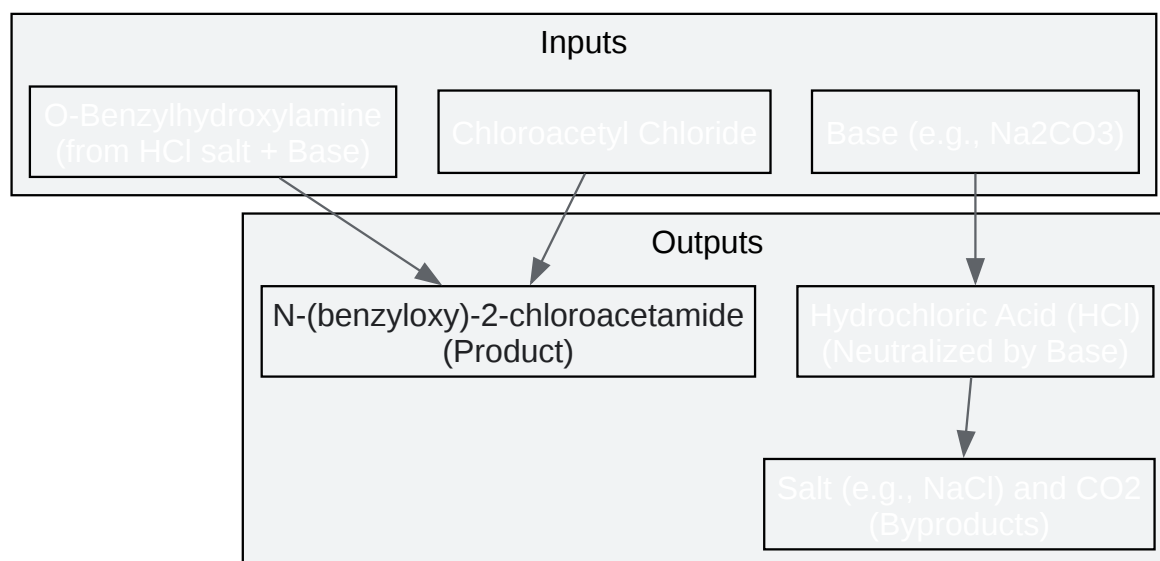 Inputs
O-Benzylhydroxylamine
(from HCl salt + Base)
Chloroacetyl Chloride
Base (e.g., Na2CO3)
Outputs
N-(benzyloxy)-2-chloroacetamide
(Product)
Hydrochloric Acid (HCl)
(Neutralized by Base)
Salt (e.g., NaCl) and CO2
(Byproducts)